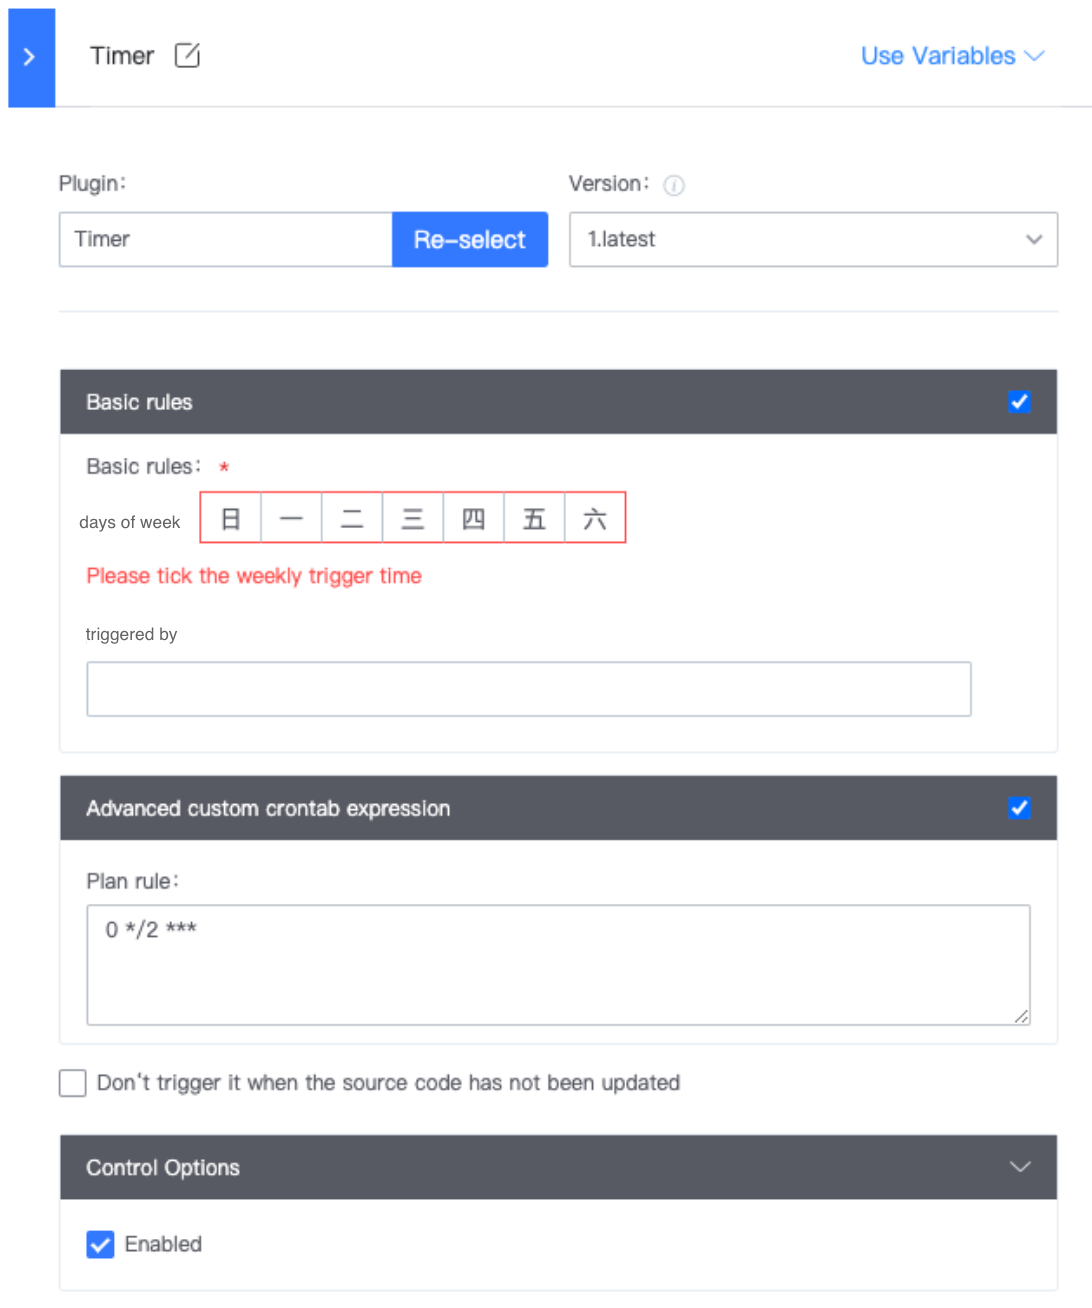 Timer
Use Variables
Plugin:
Version:
Timer
Re-select
1.latest
Basic rules
Basic rules: *
days of week 日 一 二 三 四 五 六
Please tick the weekly trigger time
triggered by
Advanced custom crontab expression
Plan rule:
0 */2 ***
Don't trigger it when the source code has not been updated
Control Options
Enabled